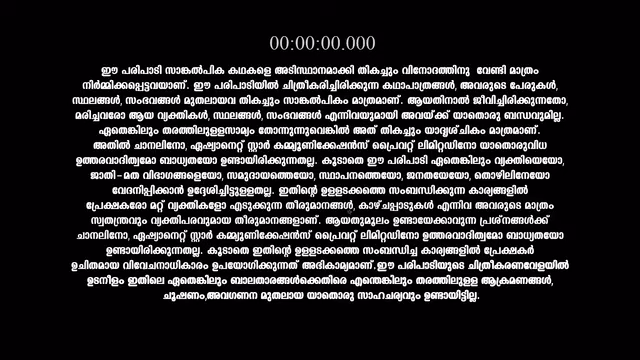 00:00:00.000
ഈ പരിപാടി സാങ്കൽപിക കഥകളെ അടിസ്ഥാനമാക്കി തികച്ചും വിനോദത്തിനു വേണ്ടി മാത്രം
നിർമ്മിക്കപ്പെട്ടവയാണ്. ഈ പരിപാടിയിൽ ചിത്രീകരിച്ചിരിക്കുന്ന കഥാപാത്രങ്ങൾ, അവരുടെ പേരുകൾ,
സ്ഥലങ്ങൾ, സംഭവങ്ങൾ മുതലായവ തികച്ചും സാങ്കൽപികം മാത്രമാണ്. ആയതിനാൽ ജീവിച്ചിരിക്കുന്നതോ,
മരിച്ചവരോ ആയ വ്യക്തികൾ, സ്ഥലങ്ങൾ, സംഭവങ്ങൾ എന്നിവയുമായി അവയ്ക്ക് യാതൊരു ബന്ധവുമില്ല.
ഏതെങ്കിലും തരത്തിലുള്ളസാമ്യം തോന്നുന്നുവെങ്കിൽ അത് തികച്ചും യാദൃശ്ചികം മാത്രമാണ്.
അതിൽ ചാനലിനോ, ഏഷ്യാനെറ്റ് സ്റ്റാർ കമ്മ്യൂണിക്കേഷൻസ് പ്രൈവറ്റ് ലിമിറ്റഡിനോ യാതൊരുവിധ
ഉത്തരവാദിത്വമോ ബാധ്യതയോ ഉണ്ടായിരിക്കുന്നതല്ല. കൂടാതെ ഈ പരിപാടി ഏതെങ്കിലും വ്യക്തിയെയോ,
ജാതി-മത വിഭാഗങ്ങളെയോ, സമുദായത്തെയോ, സ്ഥാപനത്തെയോ, ജനതയേയോ, തൊഴിലിനേയോ
വേദനിപ്പിക്കാൻ ഉദ്ദേശിച്ചിട്ടുള്ളതല്ല. ഇതിന്റെ ഉള്ളടക്കത്തെ സംബന്ധിക്കുന്ന കാര്യങ്ങളിൽ
പ്രേക്ഷകരോ മറ്റ് വ്യക്തികളോ എടുക്കുന്ന തീരുമാനങ്ങൾ, കാഴ്ചപ്പാടുകൾ എന്നിവ അവരുടെ മാത്രം
സ്വതന്ത്രവും വ്യക്തിപരവുമായ തീരുമാനങ്ങളാണ്. ആയതുമൂലം ഉണ്ടായേക്കാവുന്ന പ്രശ്നങ്ങൾക്ക്
ചാനലിനോ, ഏഷ്യാനെറ്റ് സ്റ്റാർ കമ്മ്യൂണിക്കേഷൻസ് പ്രൈവറ്റ് ലിമിറ്റഡിനോ ഉത്തരവാദിത്വമോ ബാധ്യതയോ
ഉണ്ടായിരിക്കുന്നതല്ല. കൂടാതെ ഇതിന്റെ ഉള്ളടക്കത്തെ സംബന്ധിച്ച കാര്യങ്ങളിൽ പ്രേക്ഷകർ
ഉചിതമായ വിവേചനാധികാരം ഉപയോഗിക്കുന്നത് അഭികാമ്യമാണ്.ഈ പരിപാടിയുടെ ചിത്രീകരണവേളയിൽ
ഉടനീളം ഇതിലെ ഏതെങ്കിലും ബാലതാരങ്ങൾക്കെതിരെ എന്തെങ്കിലും തരത്തിലുള്ള ആക്രമണങ്ങൾ,
ചൂഷണം,അവഗണന മുതലായ യാതൊരു സാഹചര്യവും ഉണ്ടായിട്ടില്ല.